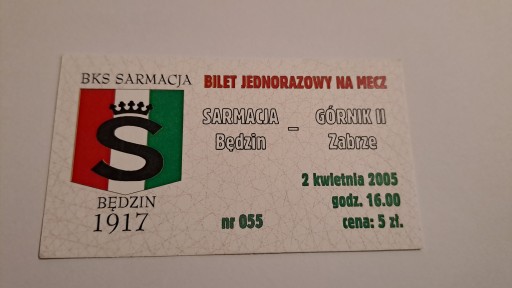 BKS SARMACJA
S
BĘDZIN
1917
BILET JEDNORAZOWY NA MECZ
SARMACJA – GÓRNIK II
Będzin Zabrze
2 kwietnia 2005
godz. 16.00
nr 055 cena: 5 zł.